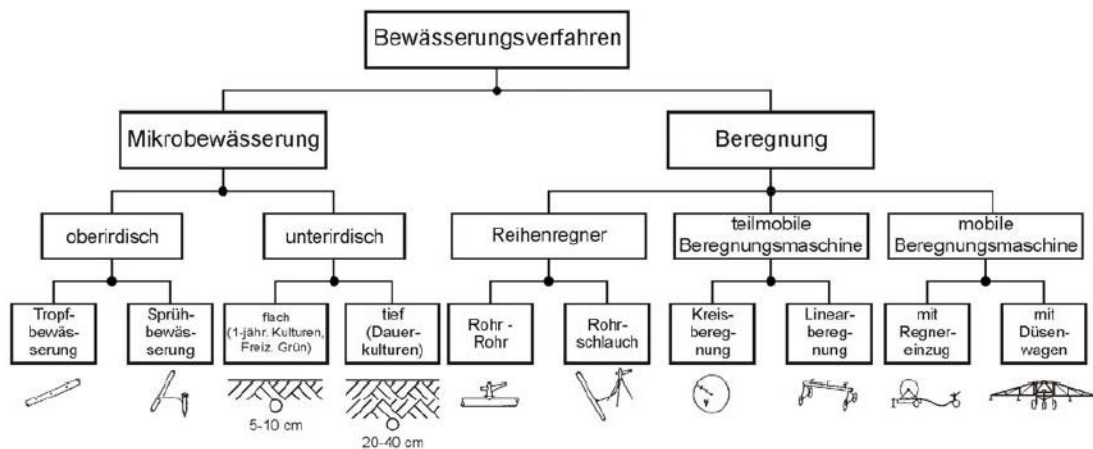 Bewässerungsverfahren
Mikrobewässerung
Beregnung
oberirdisch
unterirdisch
Reihenregner
teilmobile
Beregnungsmaschine
mobile
Beregnungsmaschine
Tropf-
bewäs-
serung
Sprüh-
bewäs-
serung
flach
(1-jähr. Kulturen,
Freiz. Grün)
tief
(Dauer-
kulturen)
Rohr -
Rohr
Rohr-
schlauch
Kreis-
bereg-
nung
Linear-
bereg-
nung
mit
Regner-
einzug
mit
Düsen-
wagen
5-10 cm
20-40 cm